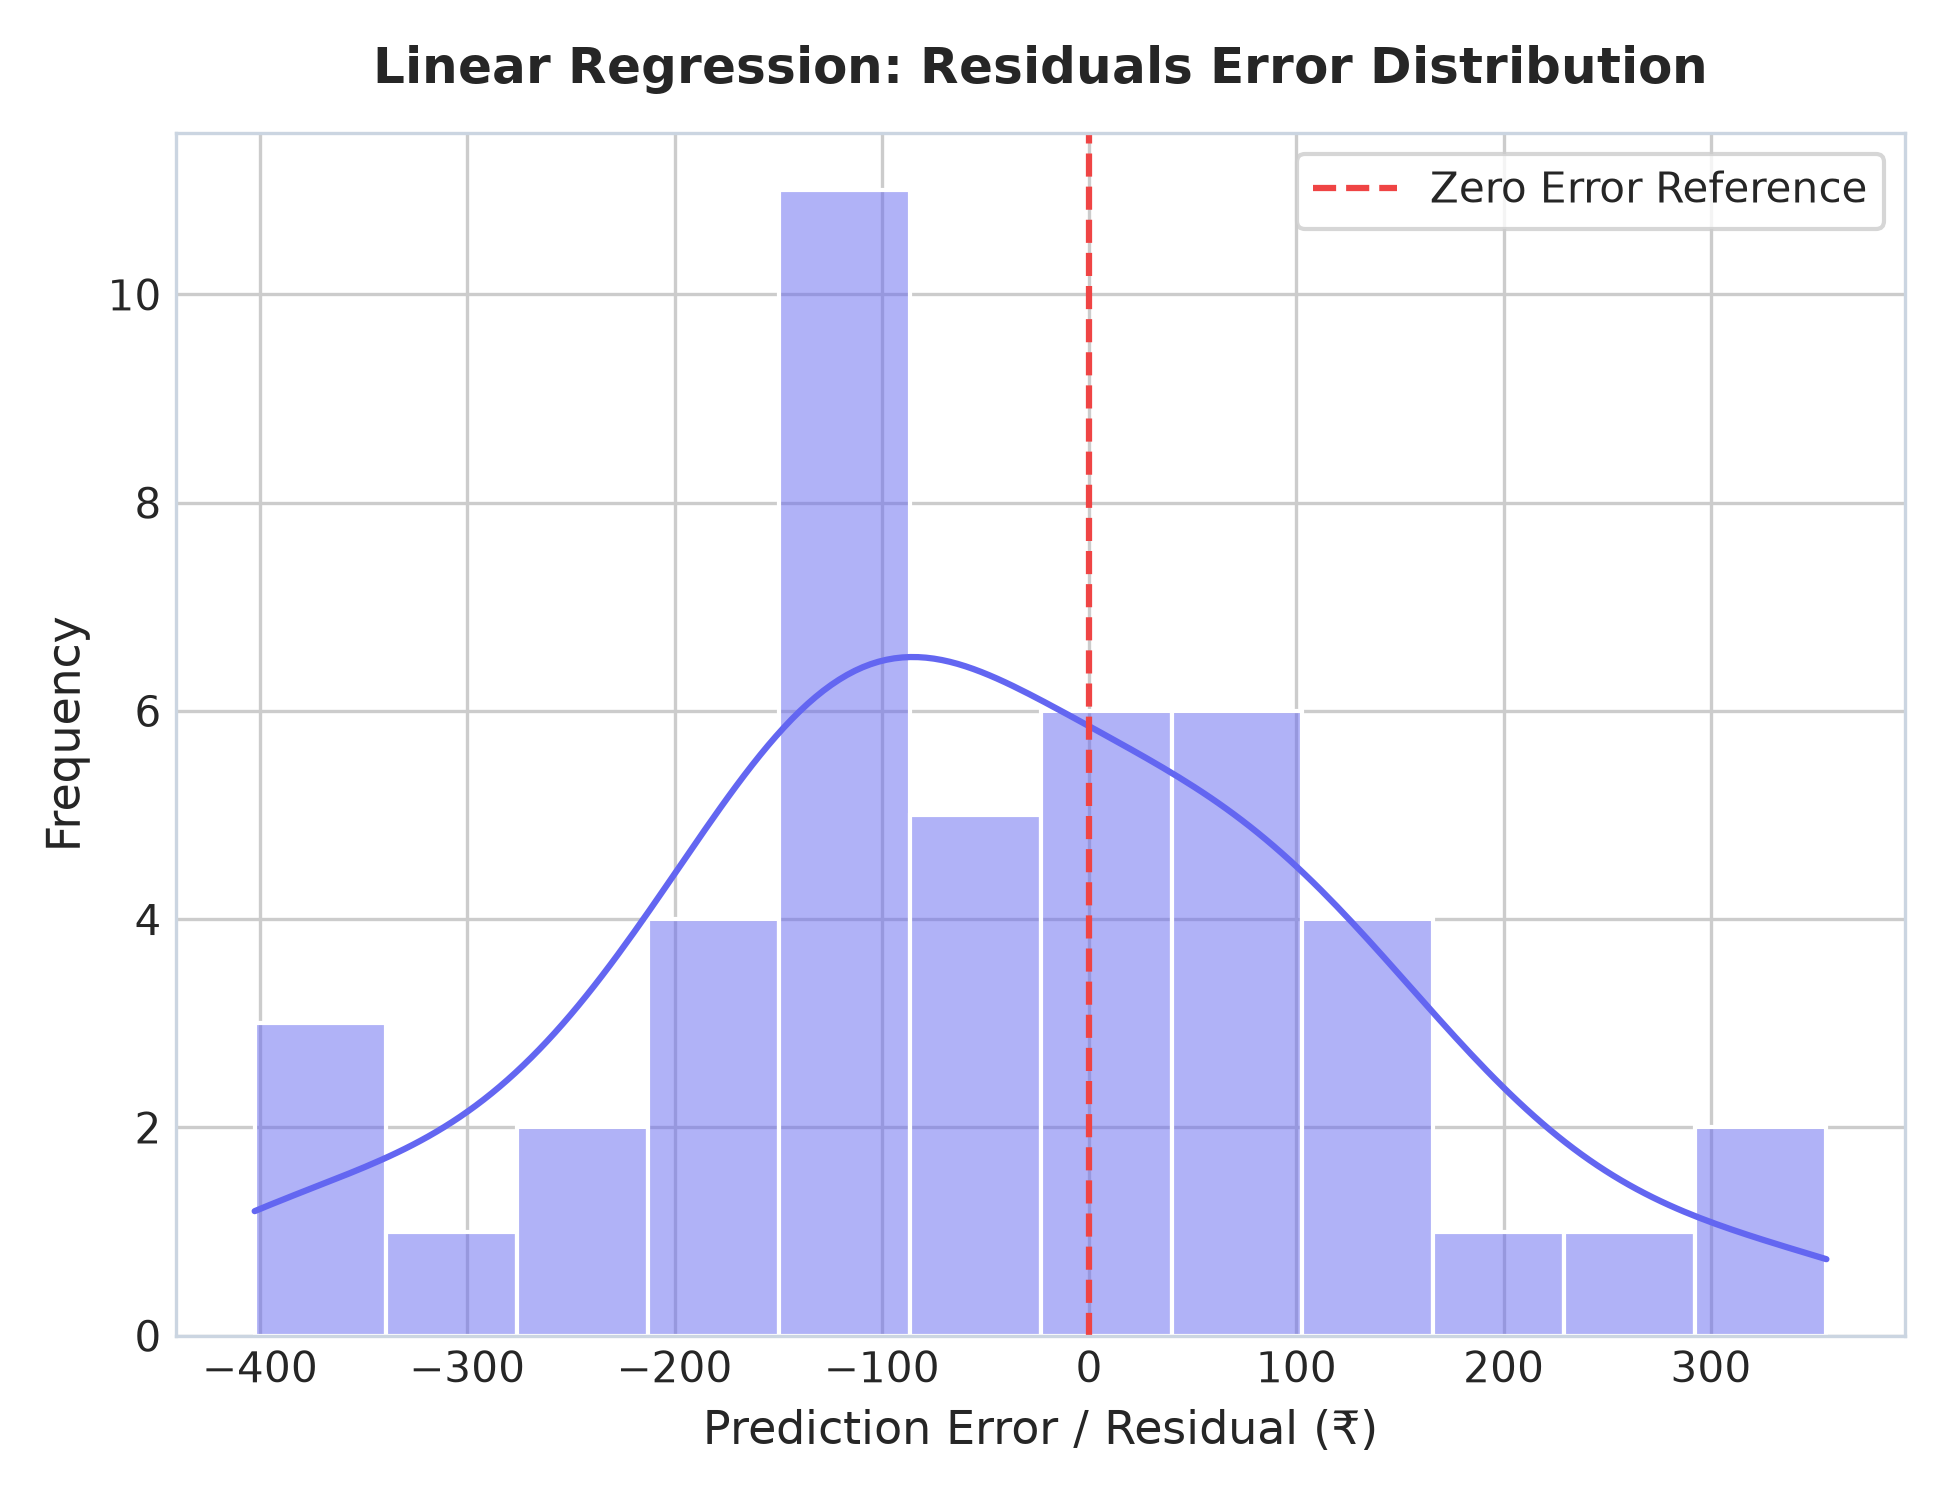 Linear Regression: Residuals Error Distribution
Zero Error Reference
10
8
6
4
2
0
Frequency
−400 −300 −200 −100 0 100 200 300
Prediction Error / Residual (₹)